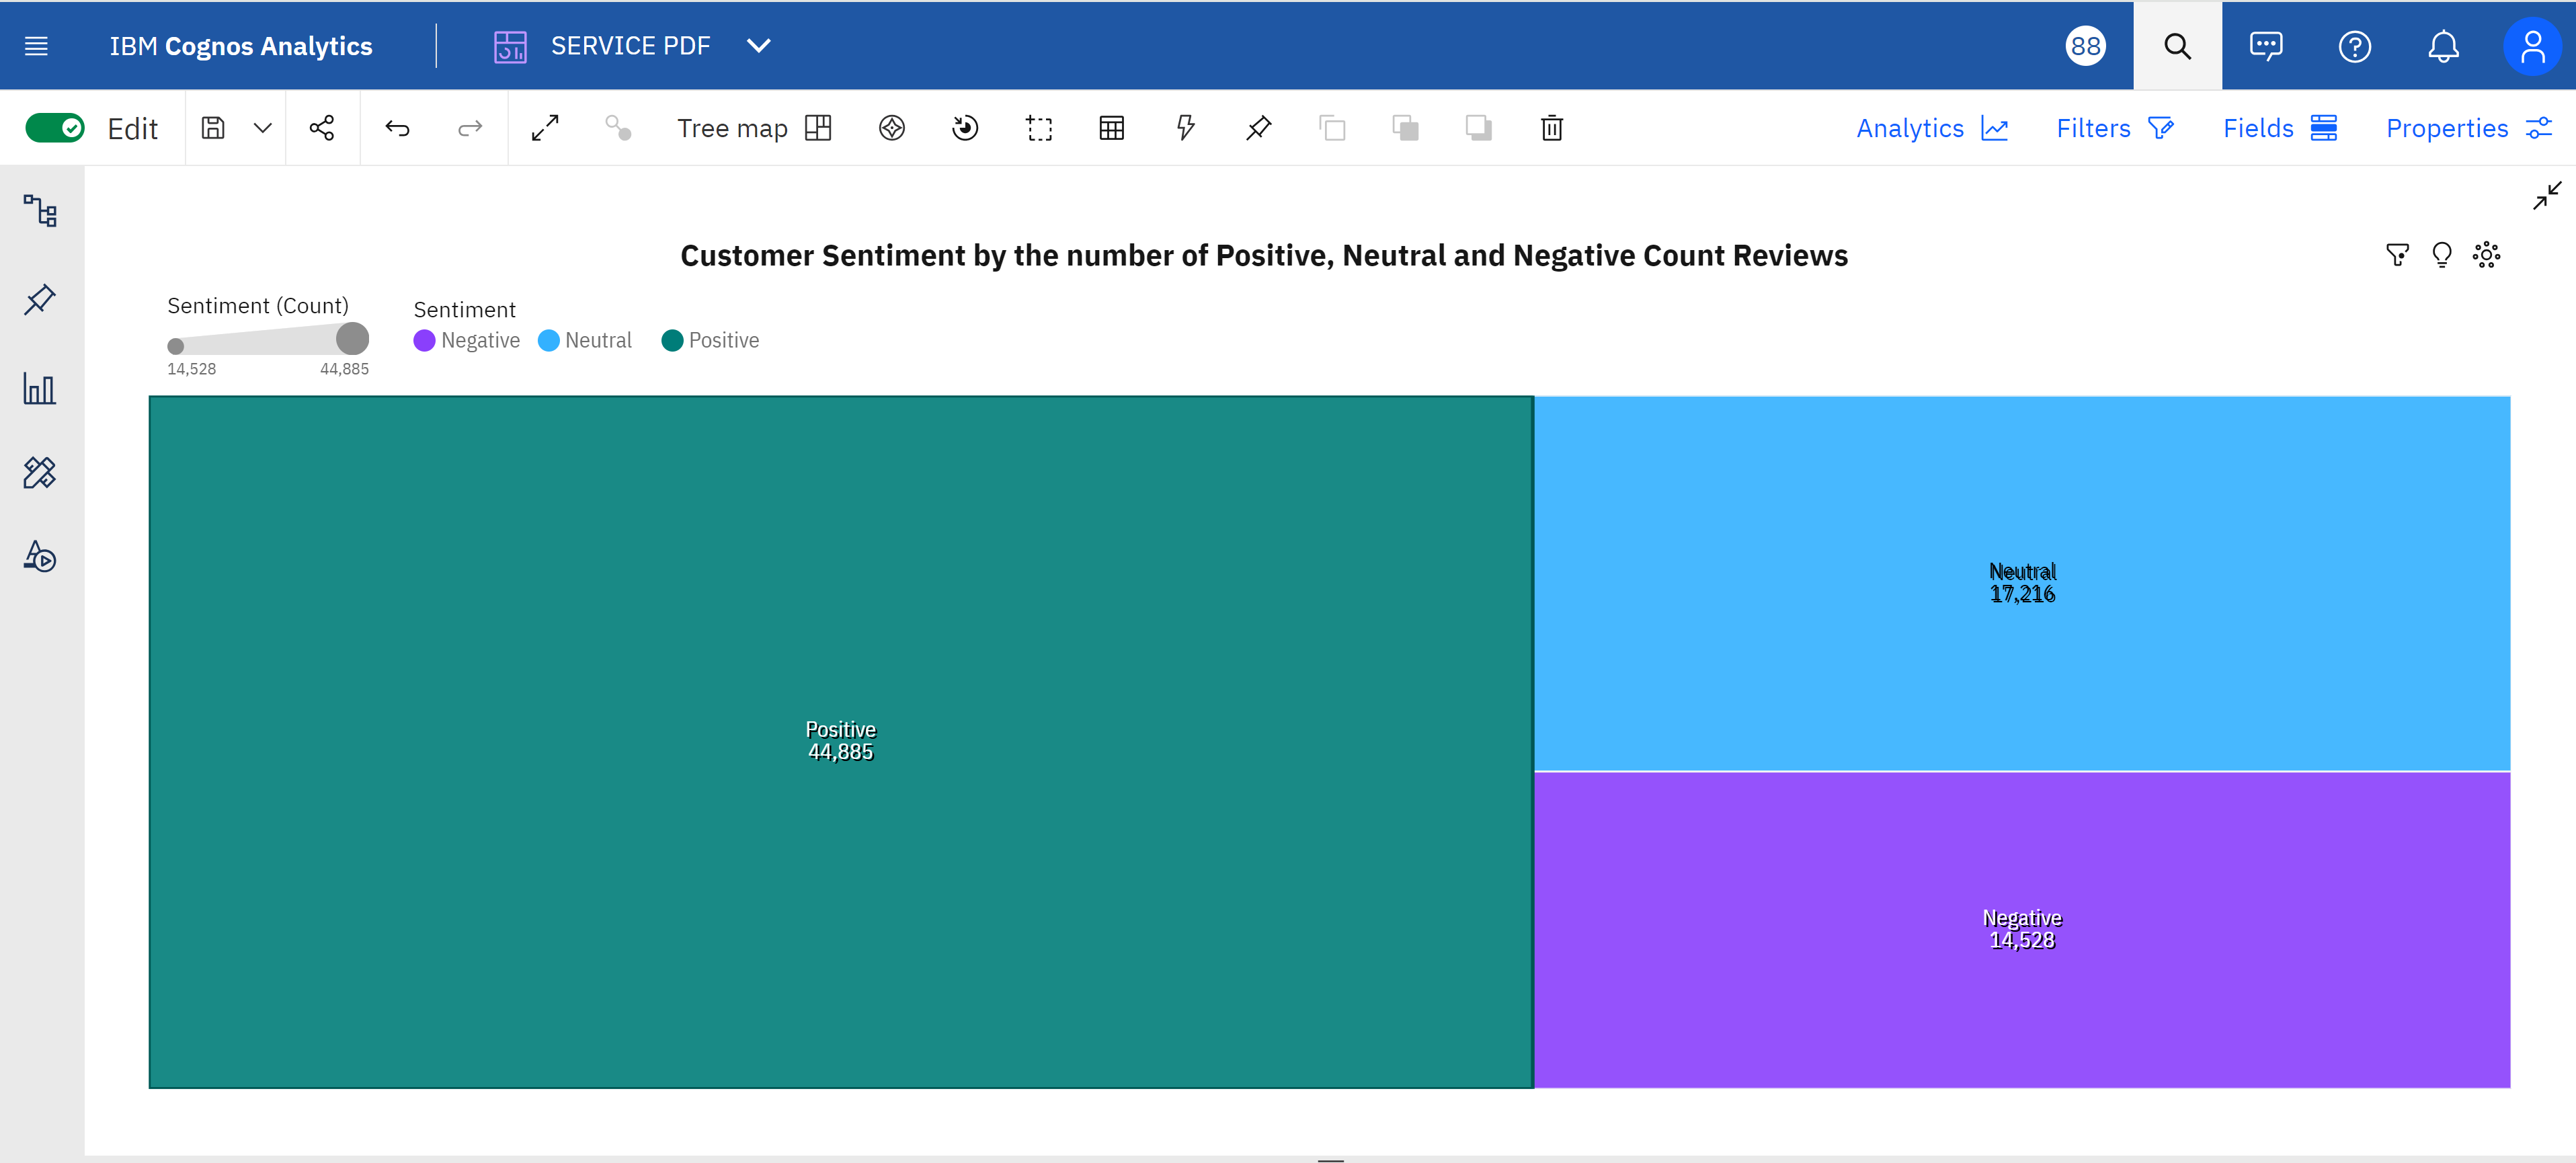 IBM Cognos Analytics
SERVICE PDF
88
Edit
Tree map
Analytics
Filters
Fields
Properties
Customer Sentiment by the number of Positive, Neutral and Negative Count Reviews
Sentiment (Count)
14,528 44,885
Sentiment
Negative Neutral Positive
Neutral
17,216
Positive
44,885
Negative
14,528